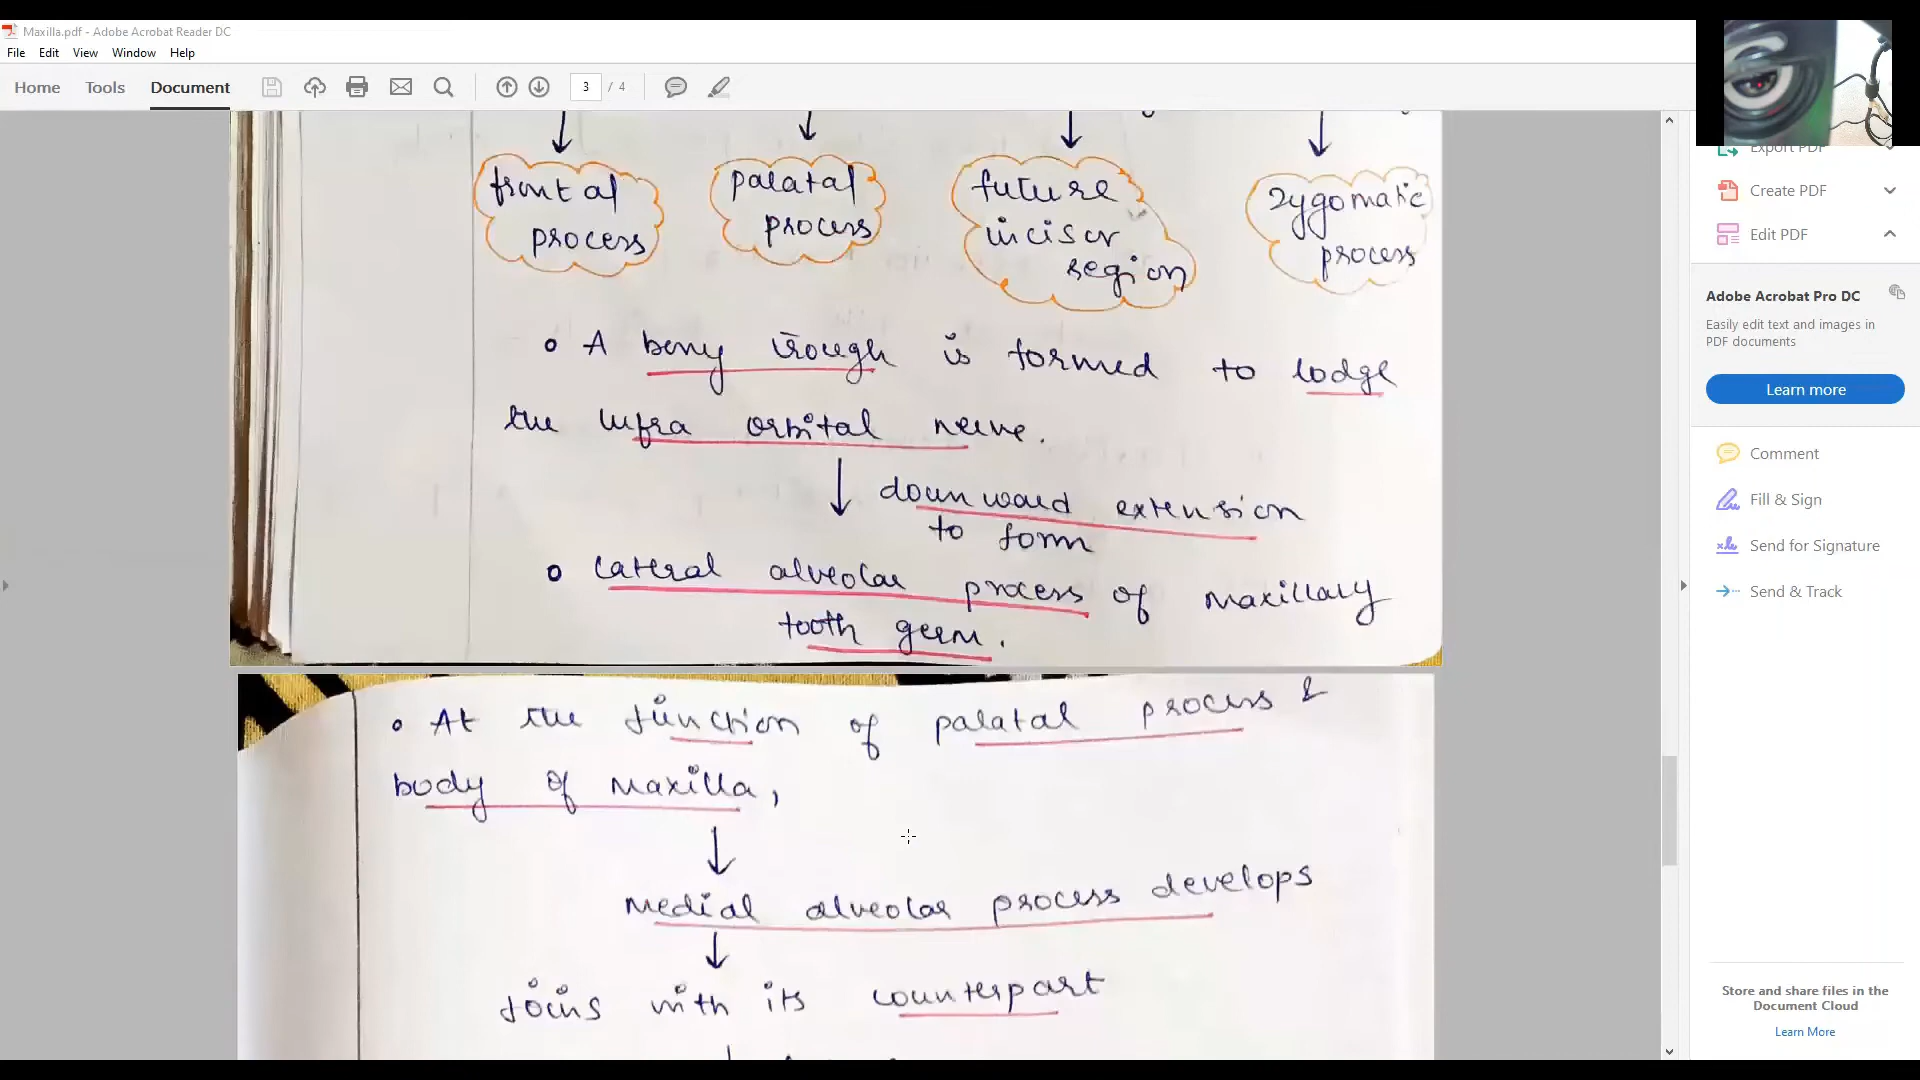 Maxilla.pdf - Adobe Acrobat Reader DC
File Edit View Window Help
Home Tools Document 3 / 4
frontal process
palatal process
future incisor region
zygomatic process
• A bony trough is formed to lodge
the infra orbital nerve.
↓ downward extension
to form
• Lateral alveolar process of maxillary
tooth germ.
• At the junction of palatal process &
body of Maxilla,
↓
Medial alveolar process develops
↓
joins with its counterpart
Export PDF
Create PDF
Edit PDF
Adobe Acrobat Pro DC
Easily edit text and images in
PDF documents
Learn more
Comment
Fill & Sign
Send for Signature
Send & Track
Store and share files in the
Document Cloud
Learn More